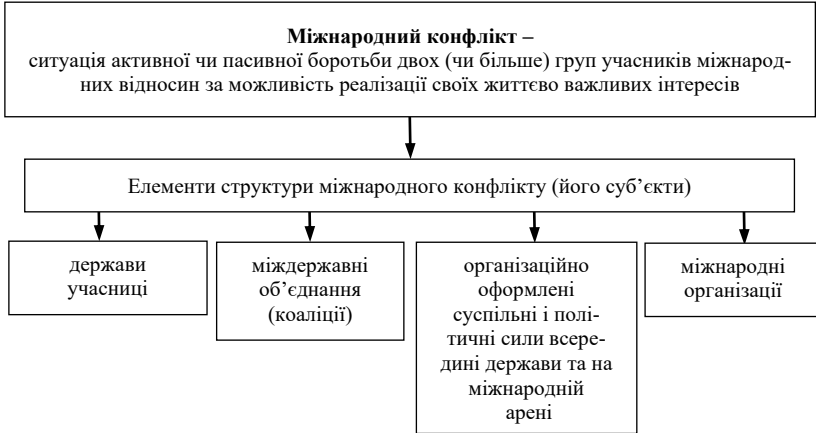 Міжнародний конфлікт –
ситуація активної чи пасивної боротьби двох (чи більше) груп учасників міжнарод-
них відносин за можливість реалізації своїх життєво важливих інтересів
Елементи структури міжнародного конфлікту (його суб’єкти)
держави
учасниці
міждержавні
об’єднання
(коаліції)
організаційно
оформлені
суспільні і полі-
тичні сили всере-
дині держави та на
міжнародній
арені
міжнародні
організації